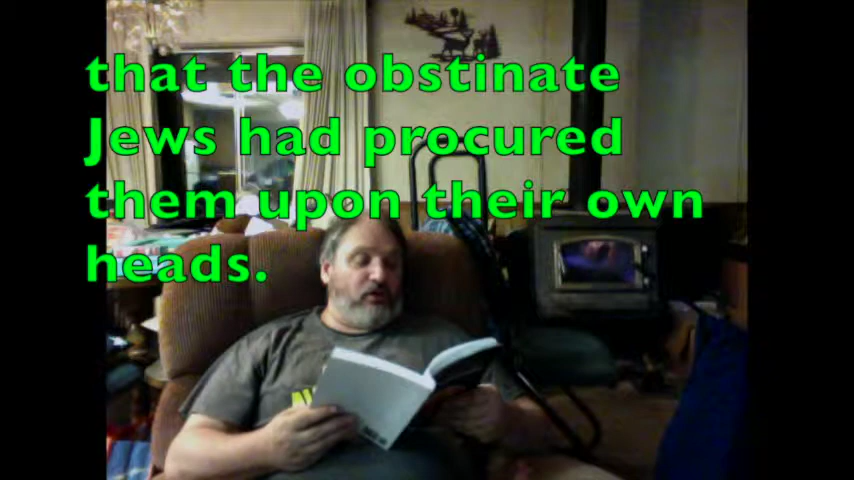 that the obstinate
Jews had procured
them upon their own
heads.